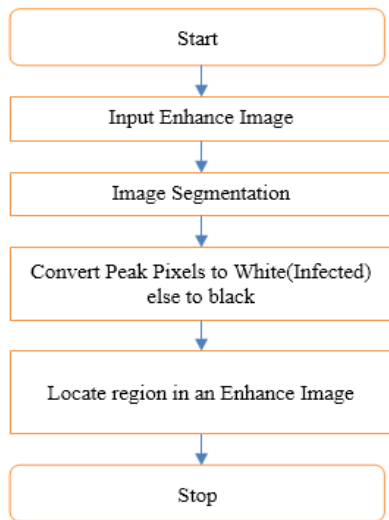 Start
Input Enhance Image
Image Segmentation
Convert Peak Pixels to White(Infected)
else to black
Locate region in an Enhance Image
Stop